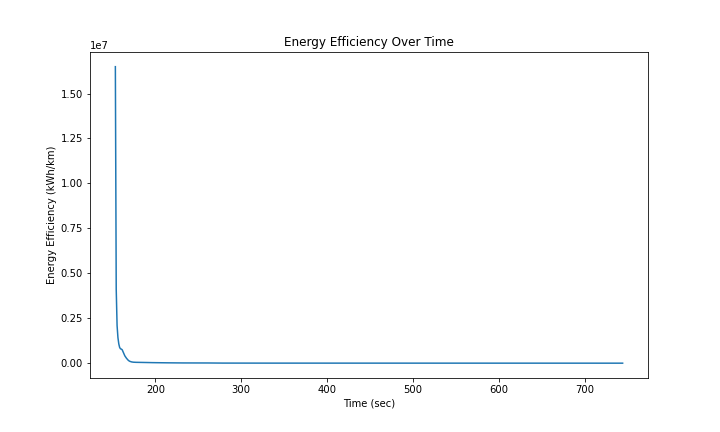 Energy Efficiency Over Time
1e7
1.50
1.25
1.00
0.75
0.50
0.25
0.00
Energy Efficiency (kWh/km)
200 300 400 500 600 700
Time (sec)